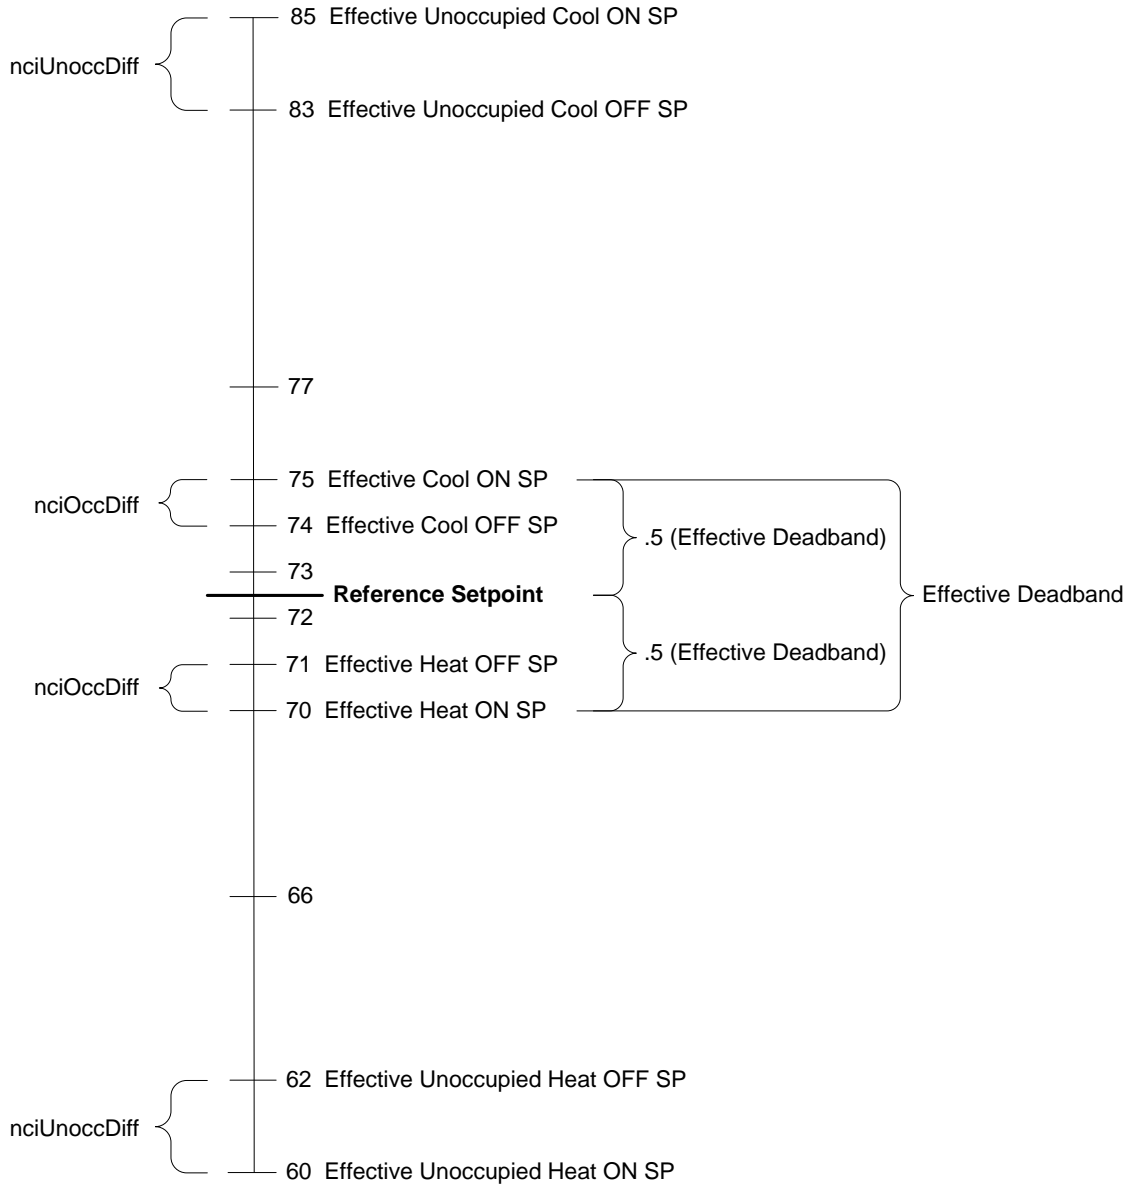 85 Effective Unoccupied Cool ON SP
nciUnoccDiff
83 Effective Unoccupied Cool OFF SP
77
75 Effective Cool ON SP
nciOccDiff
74 Effective Cool OFF SP
.5 (Effective Deadband)
73
Reference Setpoint
Effective Deadband
72
71 Effective Heat OFF SP
.5 (Effective Deadband)
nciOccDiff
70 Effective Heat ON SP
66
62 Effective Unoccupied Heat OFF SP
nciUnoccDiff
60 Effective Unoccupied Heat ON SP